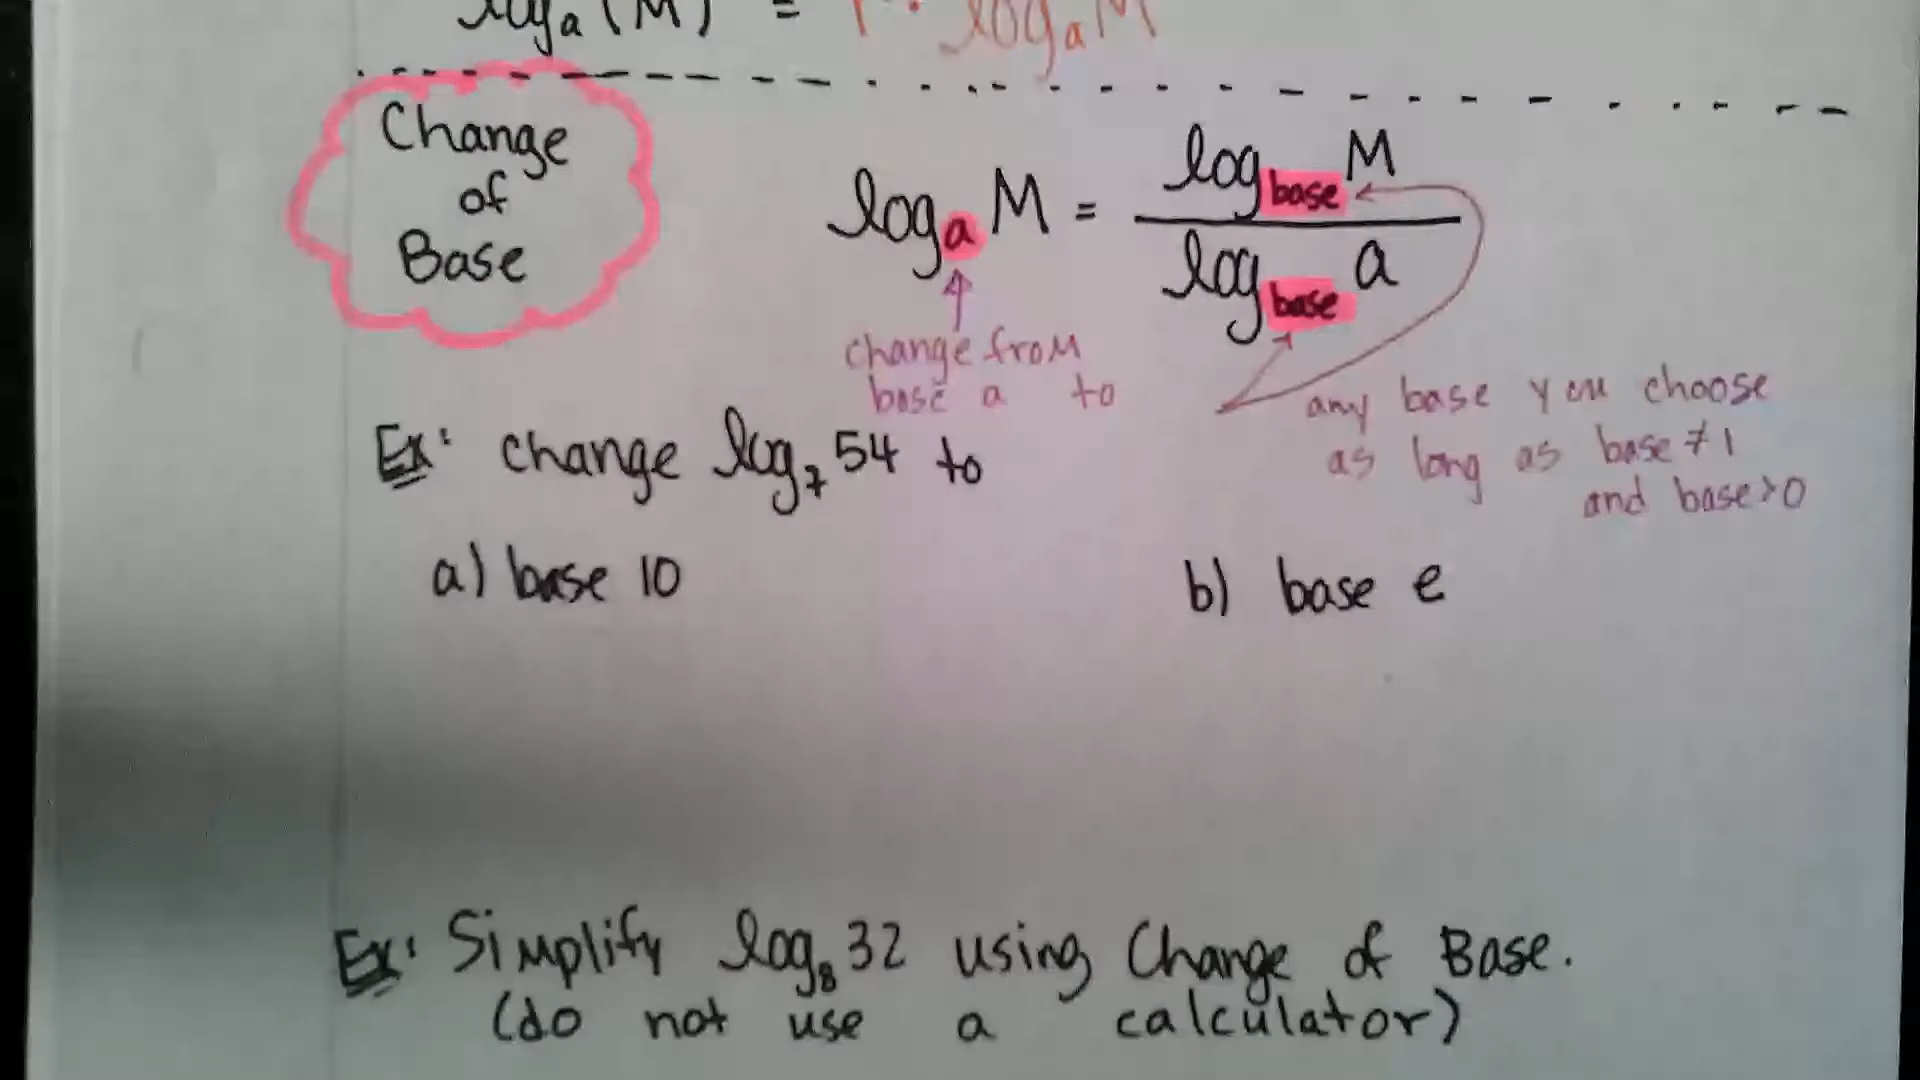 log_a (M) = r · log_a M
Change
of
Base
log_a M = log_base M / log_base a
change from
base a to
any base you choose
as long as base ≠ 1
and base > 0
Ex: change log_7 54 to
a) base 10
b) base e
Ex: Simplify log_8 32 using Change of Base.
(do not use a calculator)